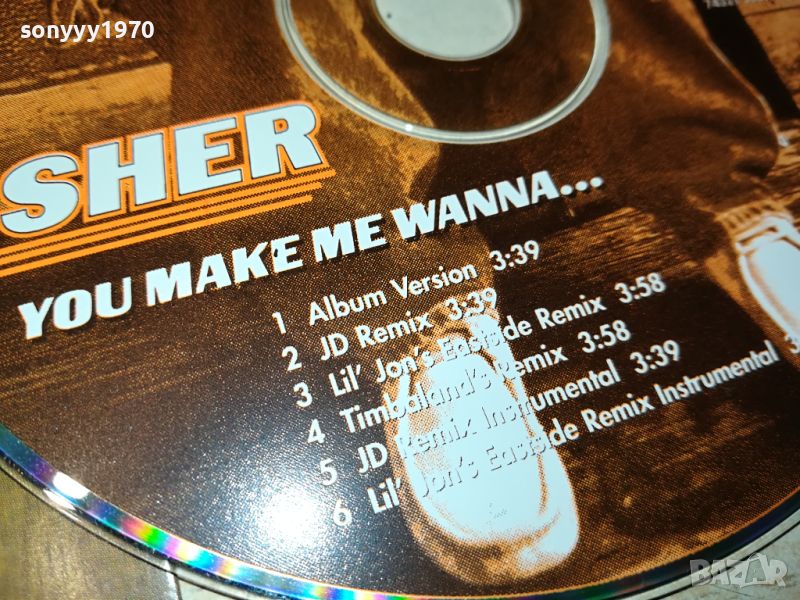 sonyyy1970
SHER
YOU MAKE ME WANNA...
1 Album Version 3:39
2 JD Remix 3:39
3 Lil' Jon's Eastside Remix 3:58
4 Timbaland's Remix 3:58
5 JD Remix Instrumental 3:39
6 Lil' Jon's Eastside Remix Instrumental
BAZAR